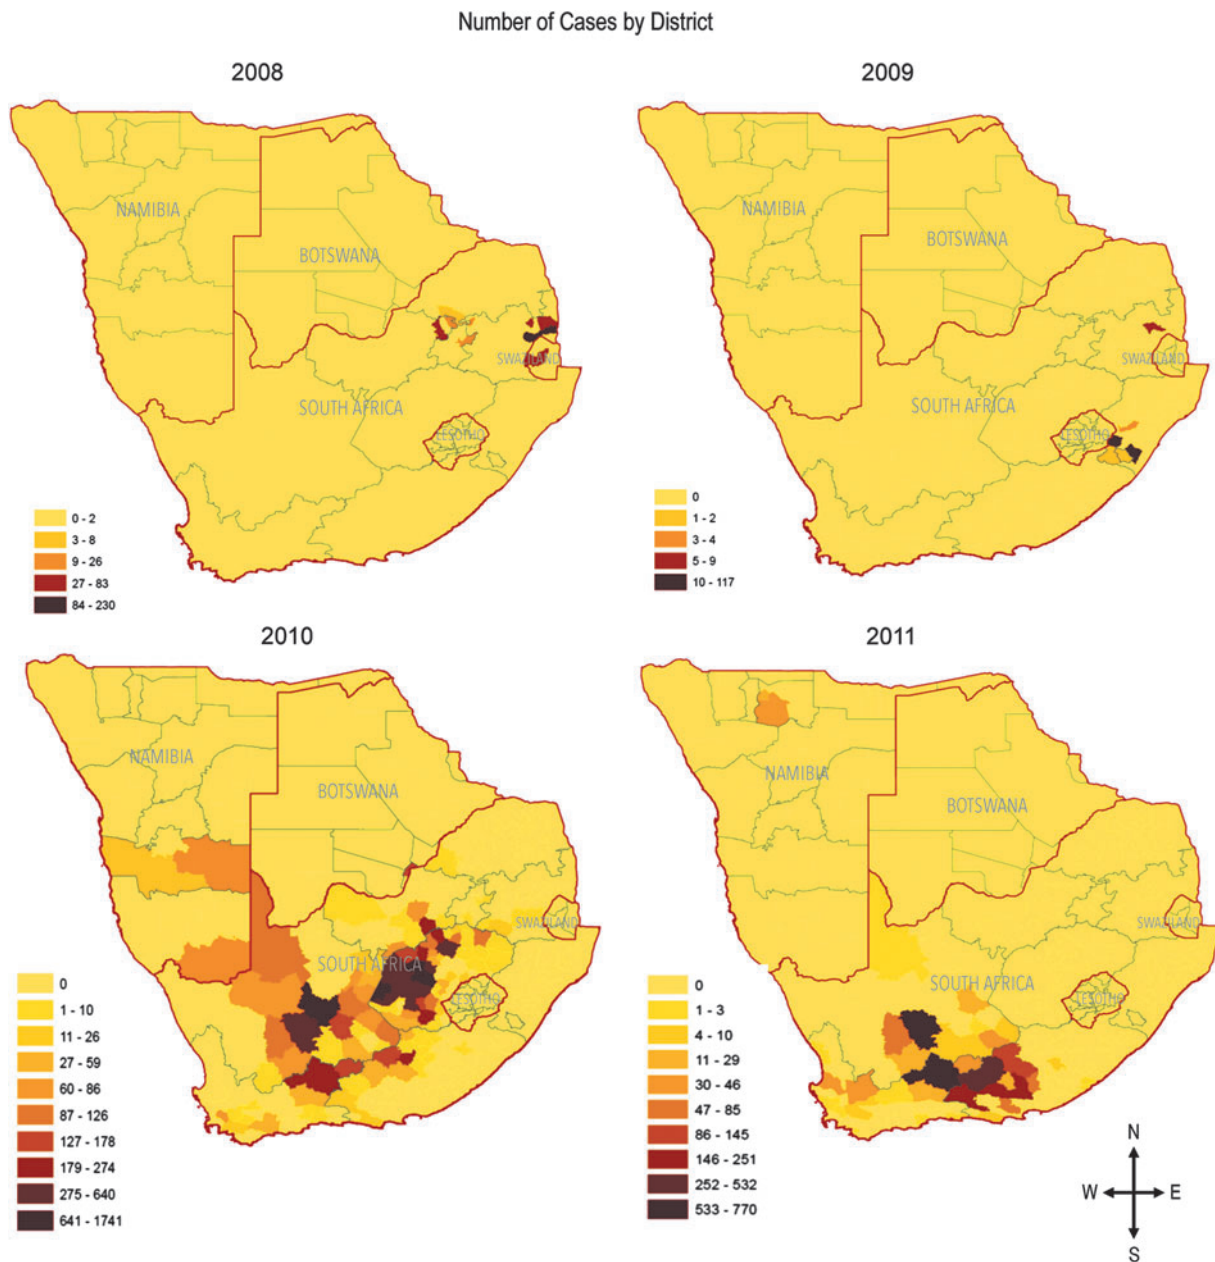 Number of Cases by District
2008
2009
NAMIBIA
BOTSWANA
SWAZILAND
SOUTH AFRICA
LESOTHO
0 - 2
3 - 8
9 - 26
27 - 83
84 - 230
NAMIBIA
BOTSWANA
SWAZILAND
SOUTH AFRICA
LESOTHO
0
1 - 2
3 - 4
5 - 9
10 - 117
2010
2011
NAMIBIA
BOTSWANA
SWAZILAND
SOUTH AFRICA
LESOTHO
0
1 - 10
11 - 26
27 - 59
60 - 86
87 - 126
127 - 178
179 - 274
275 - 640
641 - 1741
NAMIBIA
BOTSWANA
SWAZILAND
SOUTH AFRICA
LESOTHO
0
1 - 3
4 - 10
11 - 29
30 - 46
47 - 85
86 - 145
146 - 251
252 - 532
533 - 770
N
W E
S